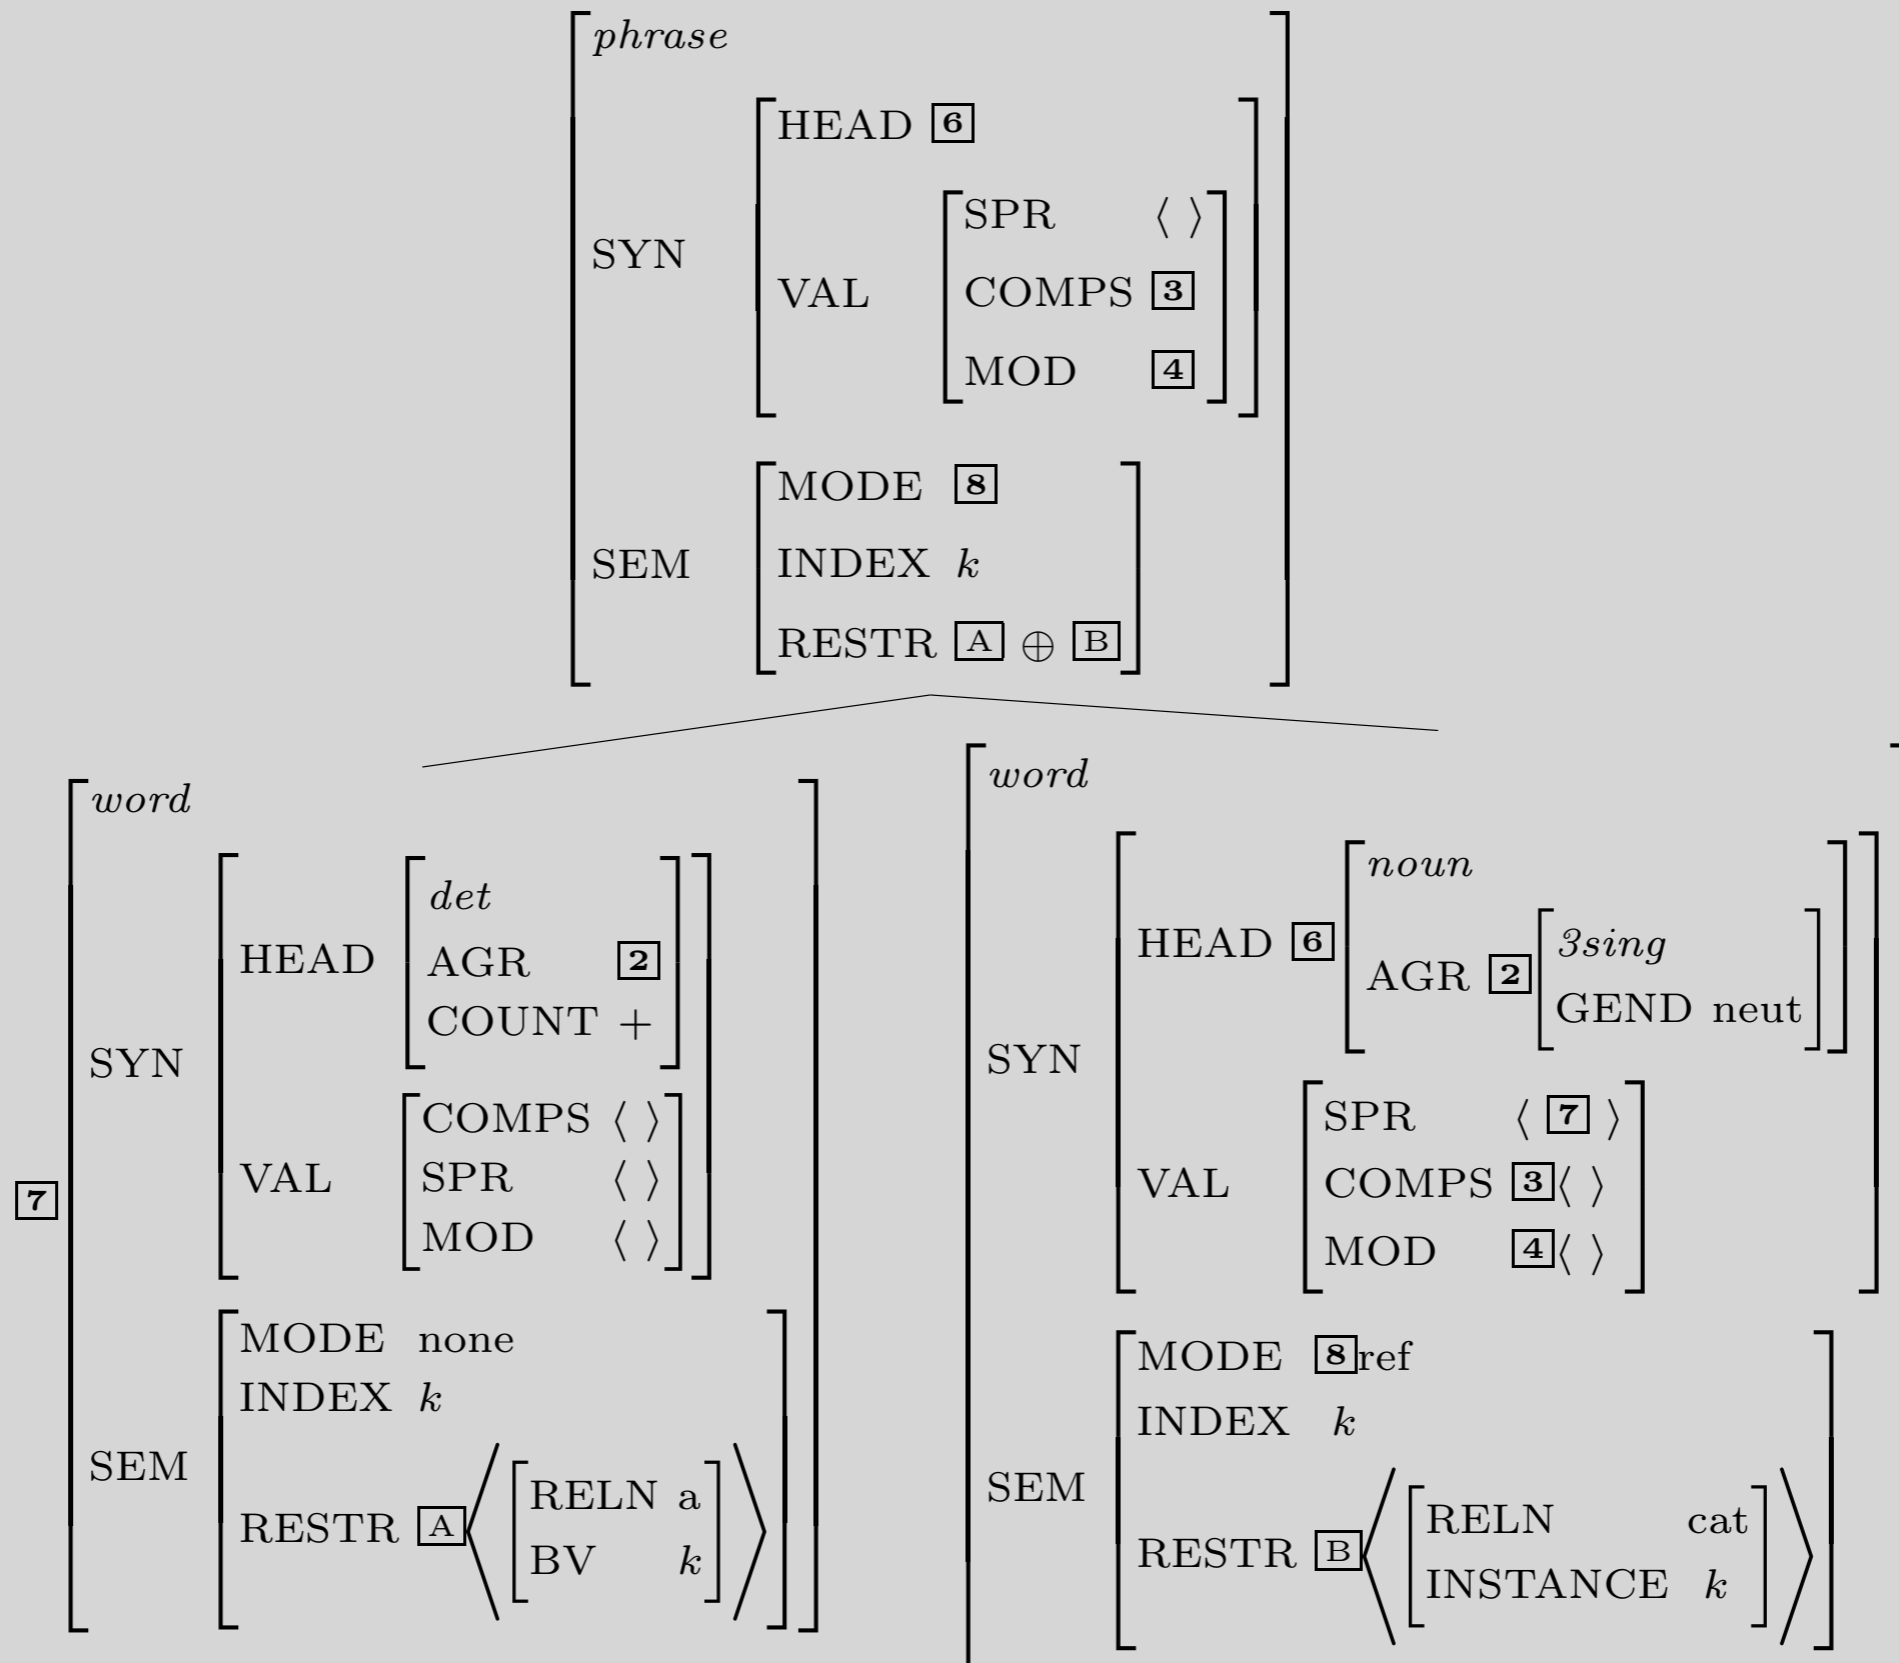 phrase
HEAD 6
SPR ⟨ ⟩
SYN
VAL
COMPS 3
MOD 4
MODE 8
SEM
INDEX k
RESTR A ⊕ B
7
word
det
HEAD
AGR 2
COUNT +
SYN
COMPS ⟨ ⟩
VAL
SPR ⟨ ⟩
MOD ⟨ ⟩
MODE none
INDEX k
SEM
RESTR A
RELN a
BV k
word
noun
HEAD 6
AGR 2
3sing
GEND neut
SYN
SPR ⟨ 7 ⟩
VAL
COMPS 3⟨ ⟩
MOD 4⟨ ⟩
MODE 8ref
INDEX k
SEM
RESTR B
RELN cat
INSTANCE k